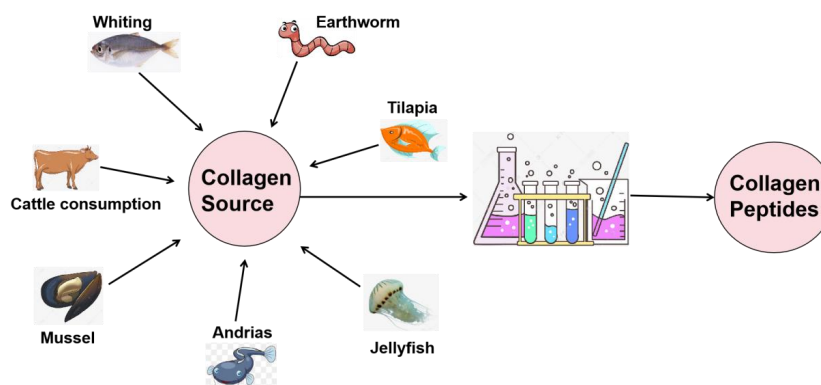 Whiting
Earthworm
Tilapia
Cattle consumption
Collagen
Source
Collagen
Peptides
Mussel
Andrias
Jellyfish